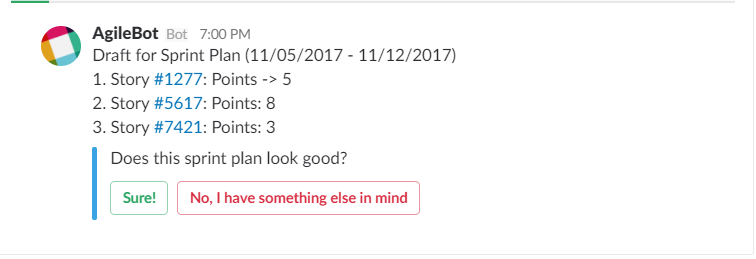 AgileBot Bot 7:00 PM
Draft for Sprint Plan (11/05/2017 - 11/12/2017)
1. Story #1277: Points -> 5
2. Story #5617: Points: 8
3. Story #7421: Points: 3
Does this sprint plan look good?
Sure! No, I have something else in mind